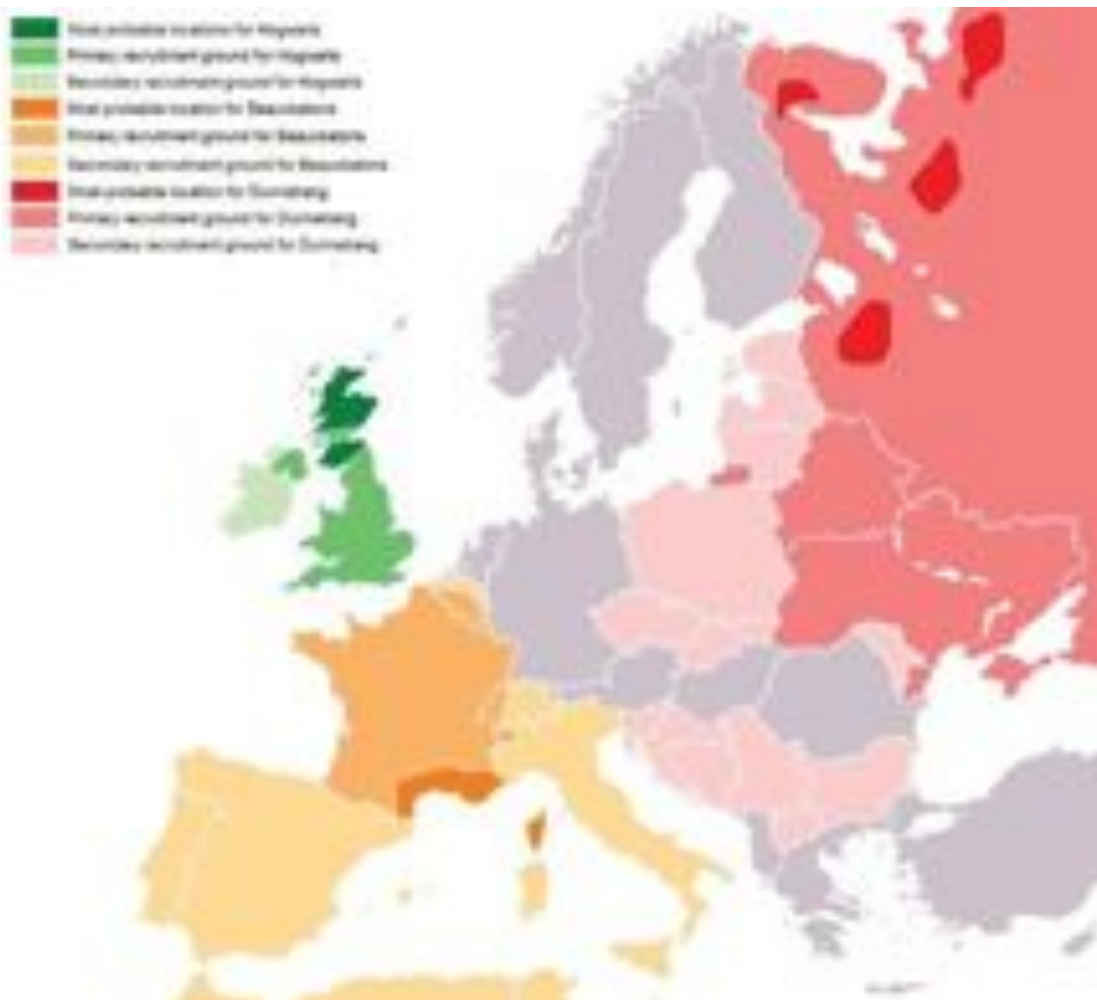 Most probable locations for Hogwarts
Primary recruitment ground for Hogwarts
Secondary recruitment ground for Hogwarts
Most probable location for Beauxbatons
Primary recruitment ground for Beauxbatons
Secondary recruitment ground for Beauxbatons
Most probable location for Durmstrang
Primary recruitment ground for Durmstrang
Secondary recruitment ground for Durmstrang